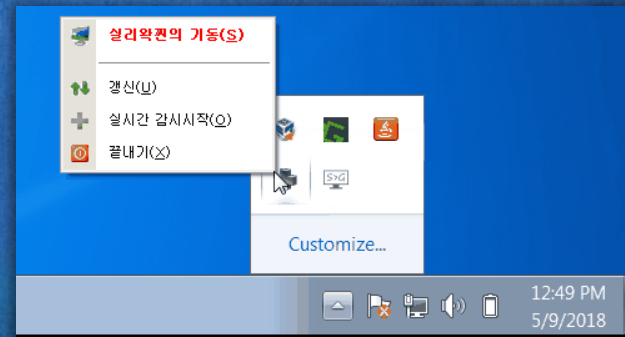 실리왁찐의 기동(S)
갱신(U)
실시간 감시시작(O)
끝내기(X)
S>G
Customize...
12:49 PM
5/9/2018